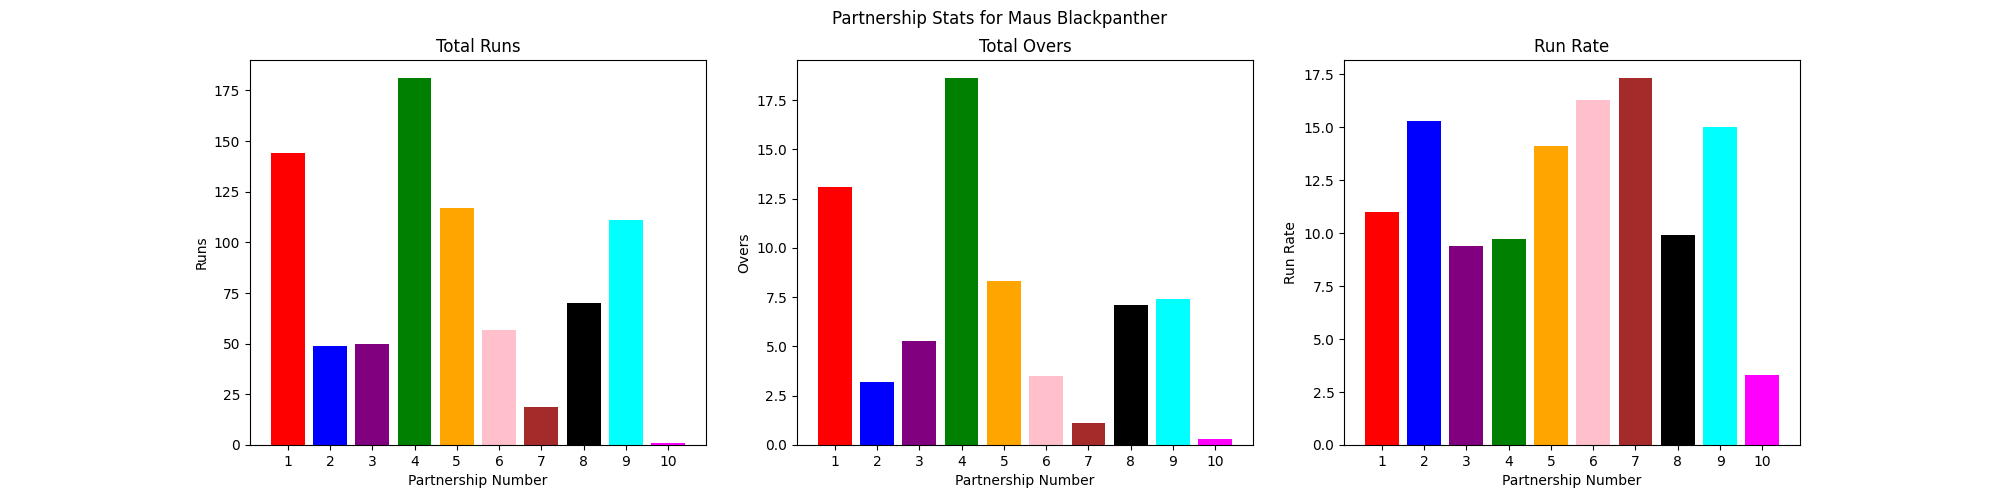 Partnership Stats for Maus Blackpanther
Total Runs
175
150
125
100
75
50
25
0
Runs
1 2 3 4 5 6 7 8 9 10
Partnership Number
Total Overs
17.5
15.0
12.5
10.0
7.5
5.0
2.5
0.0
Overs
1 2 3 4 5 6 7 8 9 10
Partnership Number
Run Rate
17.5
15.0
12.5
10.0
7.5
5.0
2.5
0.0
Run Rate
1 2 3 4 5 6 7 8 9 10
Partnership Number